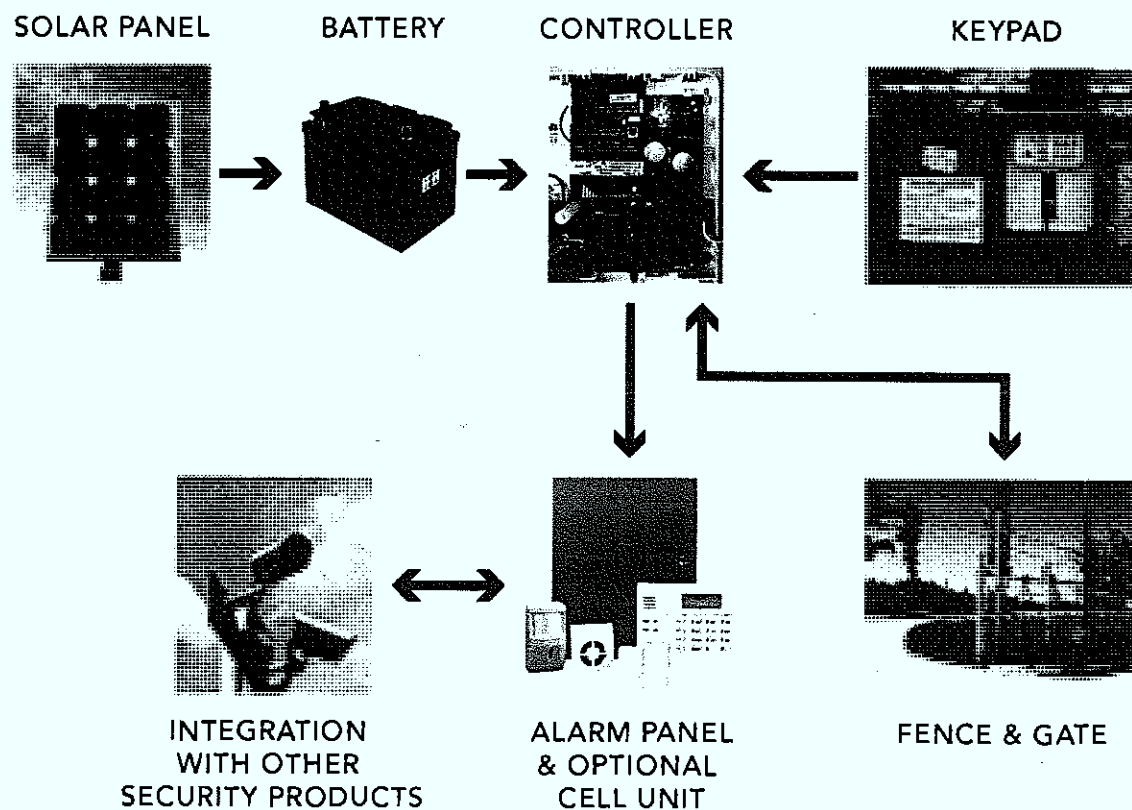 SOLAR PANEL
BATTERY
CONTROLLER
KEYPAD
INTEGRATION
WITH OTHER
SECURITY PRODUCTS
ALARM PANEL
& OPTIONAL
CELL UNIT
FENCE & GATE